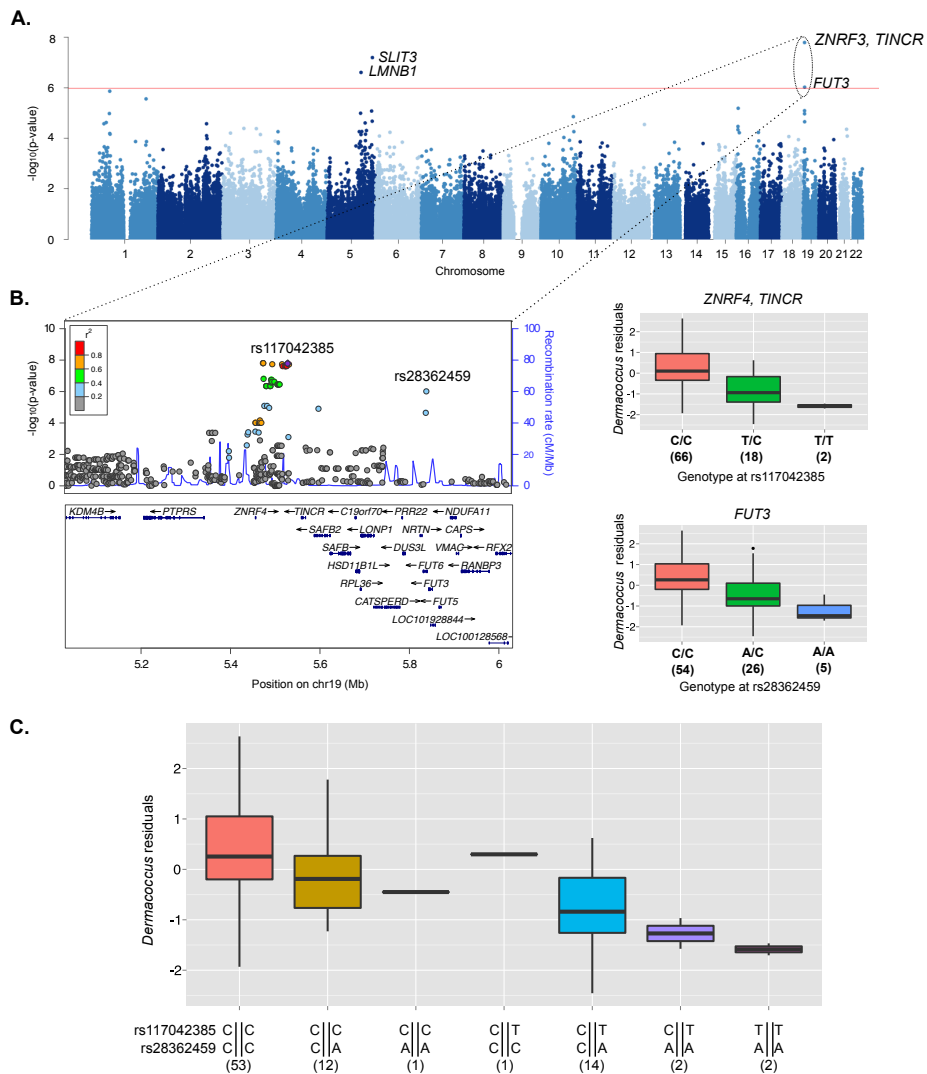 A.
8
6
4
2
0
-log10(p-value)
SLIT3
LMNB1
ZNRF3, TINCR
FUT3
1 2 3 4 5 6 7 8 9 10 11 12 13 14 15 16 17 18 19 20 21 22
Chromosome
B.
10
8
6
4
2
0
-log10(p-value)
r2
0.8
0.6
0.4
0.2
rs117042385
rs28362459
100
80
60
40
20
0
Recombination rate (cM/Mb)
KDM4B→ ←PTPRS ZNRF4→ ←TINCR ←C19orf70 ←PRR22 ←NDUFA11
←SAFB2 ←LONP1 NRTN→ CAPS→
SAFB→ ←DUS3L VMAC→ ←RFX2
HSD11B1L→ ←FUT6 ←RANBP3
RPL36→ ←FUT3
CATSPERD→ ←FUT5
LOC101928844→
LOC100128568→
5.2 5.4 5.6 5.8 6
Position on chr19 (Mb)
ZNRF4, TINCR
Dermacoccus residuals
2
1
0
-1
-2
C/C T/C T/T
(66) (18) (2)
Genotype at rs117042385
FUT3
Dermacoccus residuals
2
1
0
-1
-2
C/C A/C A/A
(54) (26) (5)
Genotype at rs28362459
C.
Dermacoccus residuals
2
1
0
-1
-2
rs117042385 C C C C C C C T C T C T T T
rs28362459 C C C A A A C C C A A A A A
(53) (12) (1) (1) (14) (2) (2)